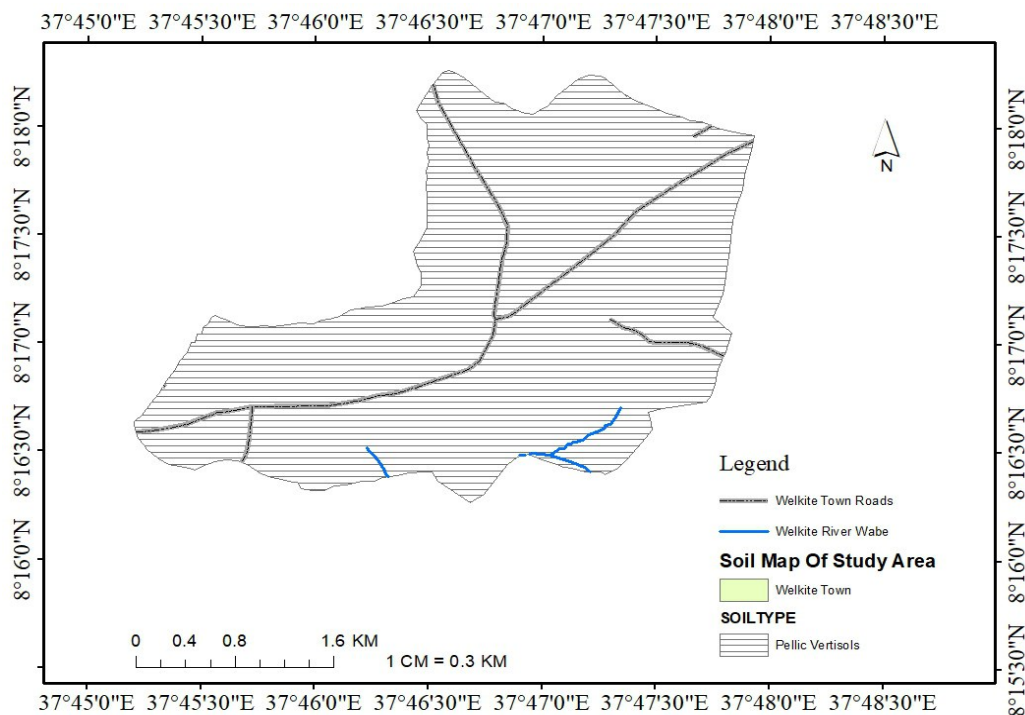 37°45'0"E 37°45'30"E 37°46'0"E 37°46'30"E 37°47'0"E 37°47'30"E 37°48'0"E 37°48'30"E
8°18'0"N 8°18'0"N
N
8°17'30"N 8°17'30"N
8°17'0"N 8°17'0"N
8°16'30"N 8°16'30"N
Legend
Welkite Town Roads
Welkite River Wabe
8°16'0"N 8°16'0"N
Soil Map Of Study Area
Welkite Town
SOILTYPE
Pellic Vertisols
0 0.4 0.8 1.6 KM
1 CM = 0.3 KM
8°15'30"N
37°45'0"E 37°45'30"E 37°46'0"E 37°46'30"E 37°47'0"E 37°47'30"E 37°48'0"E 37°48'30"E